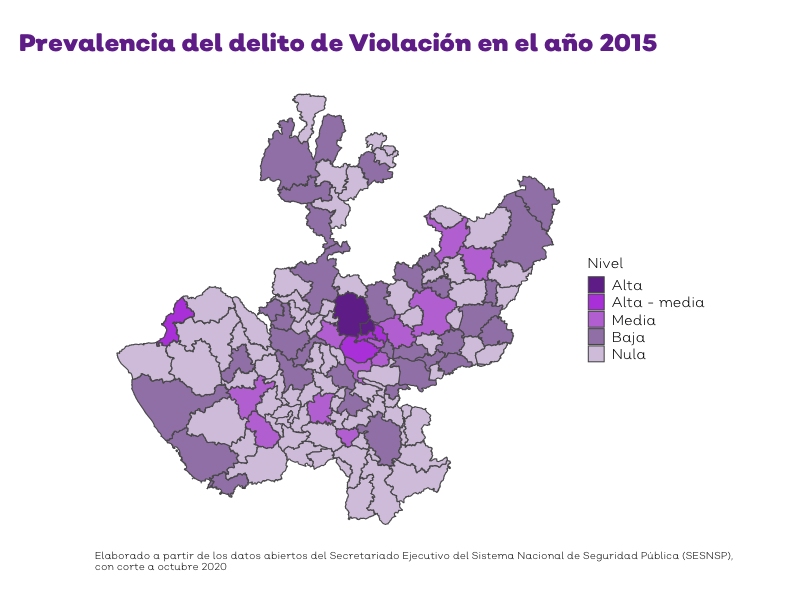 Prevalencia del delito de Violación en el año 2015
Nivel
Alta
Alta - media
Media
Baja
Nula
Elaborado a partir de los datos abiertos del Secretariado Ejecutivo del Sistema Nacional de Seguridad Pública (SESNSP),
con corte a octubre 2020